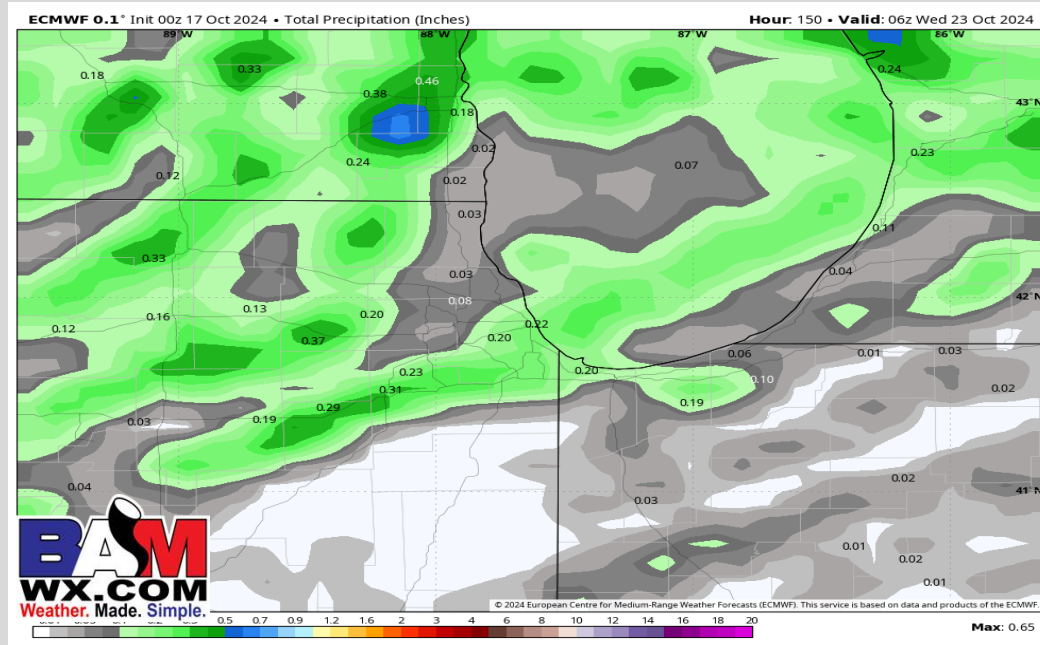 ECMWF 0.1° Init 00z 17 Oct 2024 • Total Precipitation (Inches)
Hour: 150 • Valid: 06z Wed 23 Oct 2024
89°W 88°W 87°W 86°W
0.18 0.33 0.38 0.46 0.24
0.18
43°N
0.02 0.23
0.24 0.07
0.12 0.02
0.03
0.11
0.33 0.03 0.04
0.08 42°N
0.16 0.13 0.20
0.12 0.37 0.20 0.22
0.06 0.01 0.03
0.23 0.20
0.31 0.10 0.02
0.29 0.19
0.03 0.19
0.02
0.04 41°N
0.03
0.01
0.02
0.01
BAM
WX.COM
Weather. Made. Simple.
© 2024 European Centre for Medium-Range Weather Forecasts (ECMWF). This service is based on data and products of the ECMWF.
0.5 0.7 0.9 1.2 1.6 2 3 4 6 8 10 12 14 16 18 20
Max: 0.65